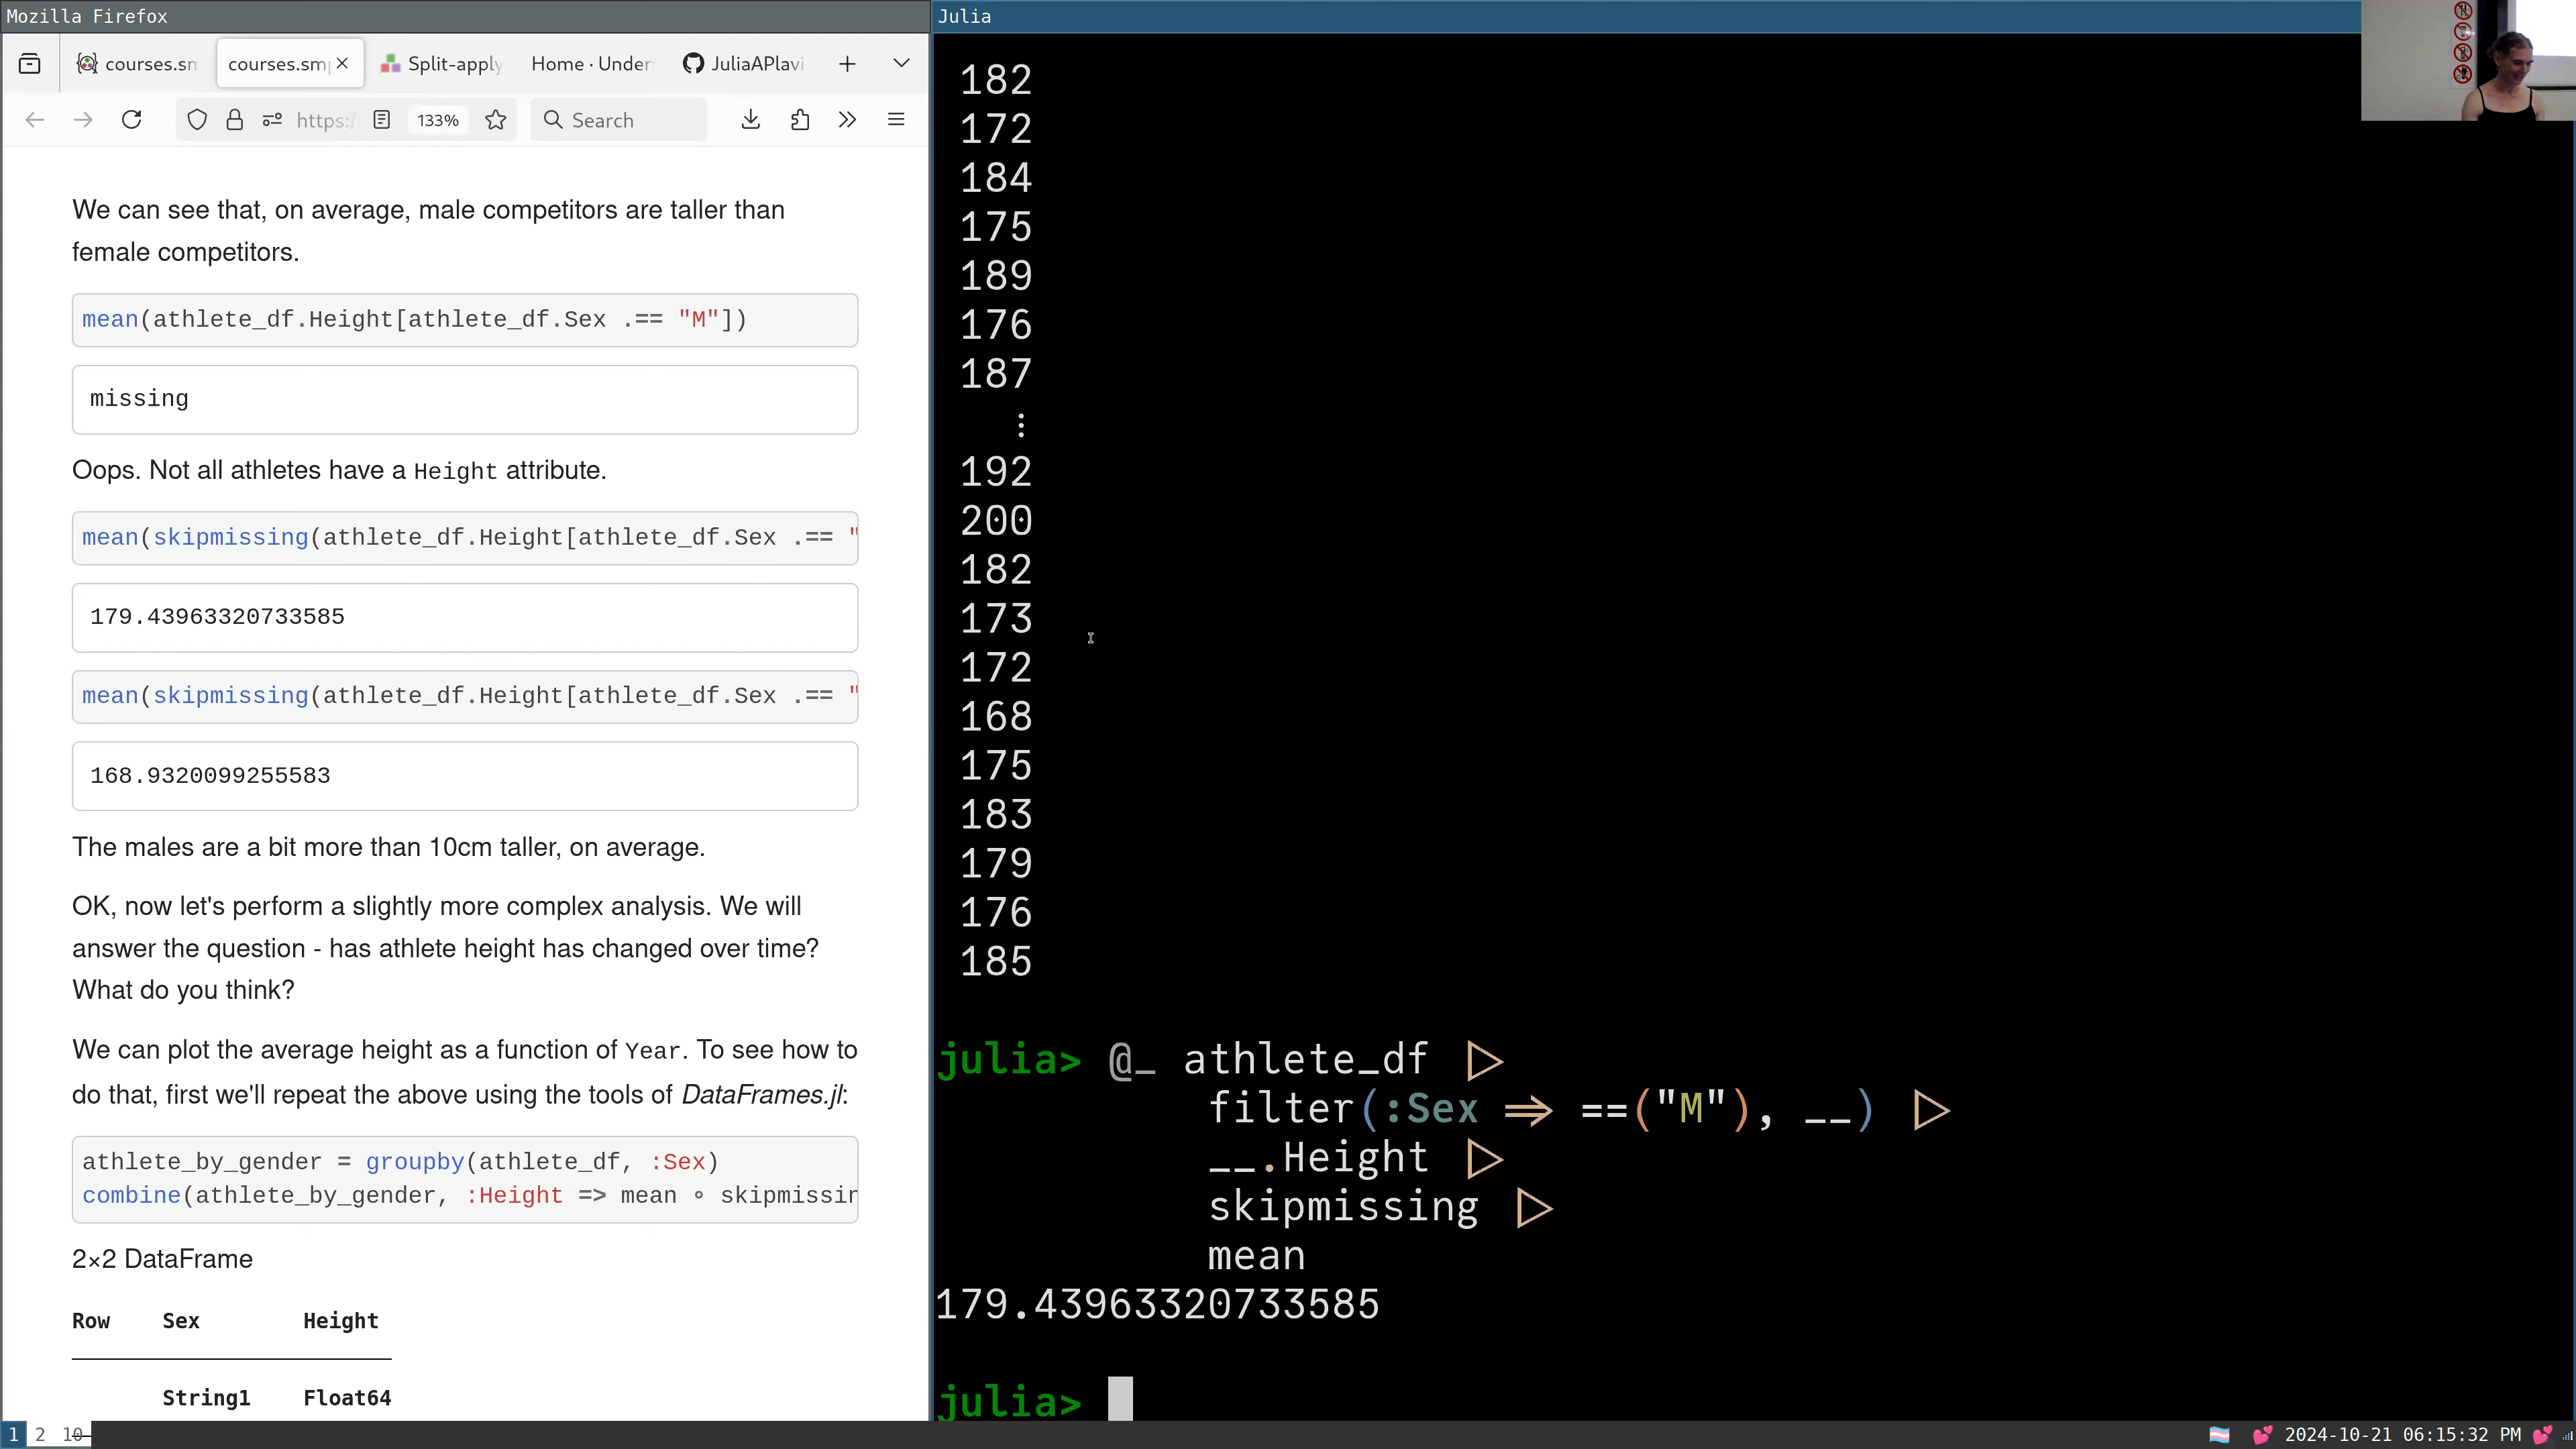 Mozilla Firefox
courses.sm
courses.smp
Split-apply
Home · Under
JuliaAPlavi
https:/
133%
Search
We can see that, on average, male competitors are taller than
female competitors.
mean(athlete_df.Height[athlete_df.Sex .== "M"])
missing
Oops. Not all athletes have a Height attribute.
mean(skipmissing(athlete_df.Height[athlete_df.Sex .== "
179.43963320733585
mean(skipmissing(athlete_df.Height[athlete_df.Sex .== "
168.9320099255583
The males are a bit more than 10cm taller, on average.
OK, now let's perform a slightly more complex analysis. We will
answer the question - has athlete height has changed over time?
What do you think?
We can plot the average height as a function of Year. To see how to
do that, first we'll repeat the above using the tools of DataFrames.jl:
athlete_by_gender = groupby(athlete_df, :Sex)
combine(athlete_by_gender, :Height => mean ∘ skipmissin
2×2 DataFrame
Row Sex Height
String1 Float64
Julia
182
172
184
175
189
176
187
⋮
192
200
182
173
172
168
175
183
179
176
185
julia> @_ athlete_df |>
filter(:Sex => ==("M"), __) |>
__.Height |>
skipmissing |>
mean
179.43963320733585
julia>
1 2 10
2024-10-21 06:15:32 PM